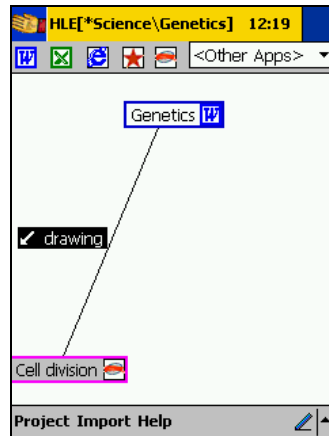 HLE[*Science\Genetics] 12:19
<Other Apps>
Genetics
drawing
Cell division
Project Import Help